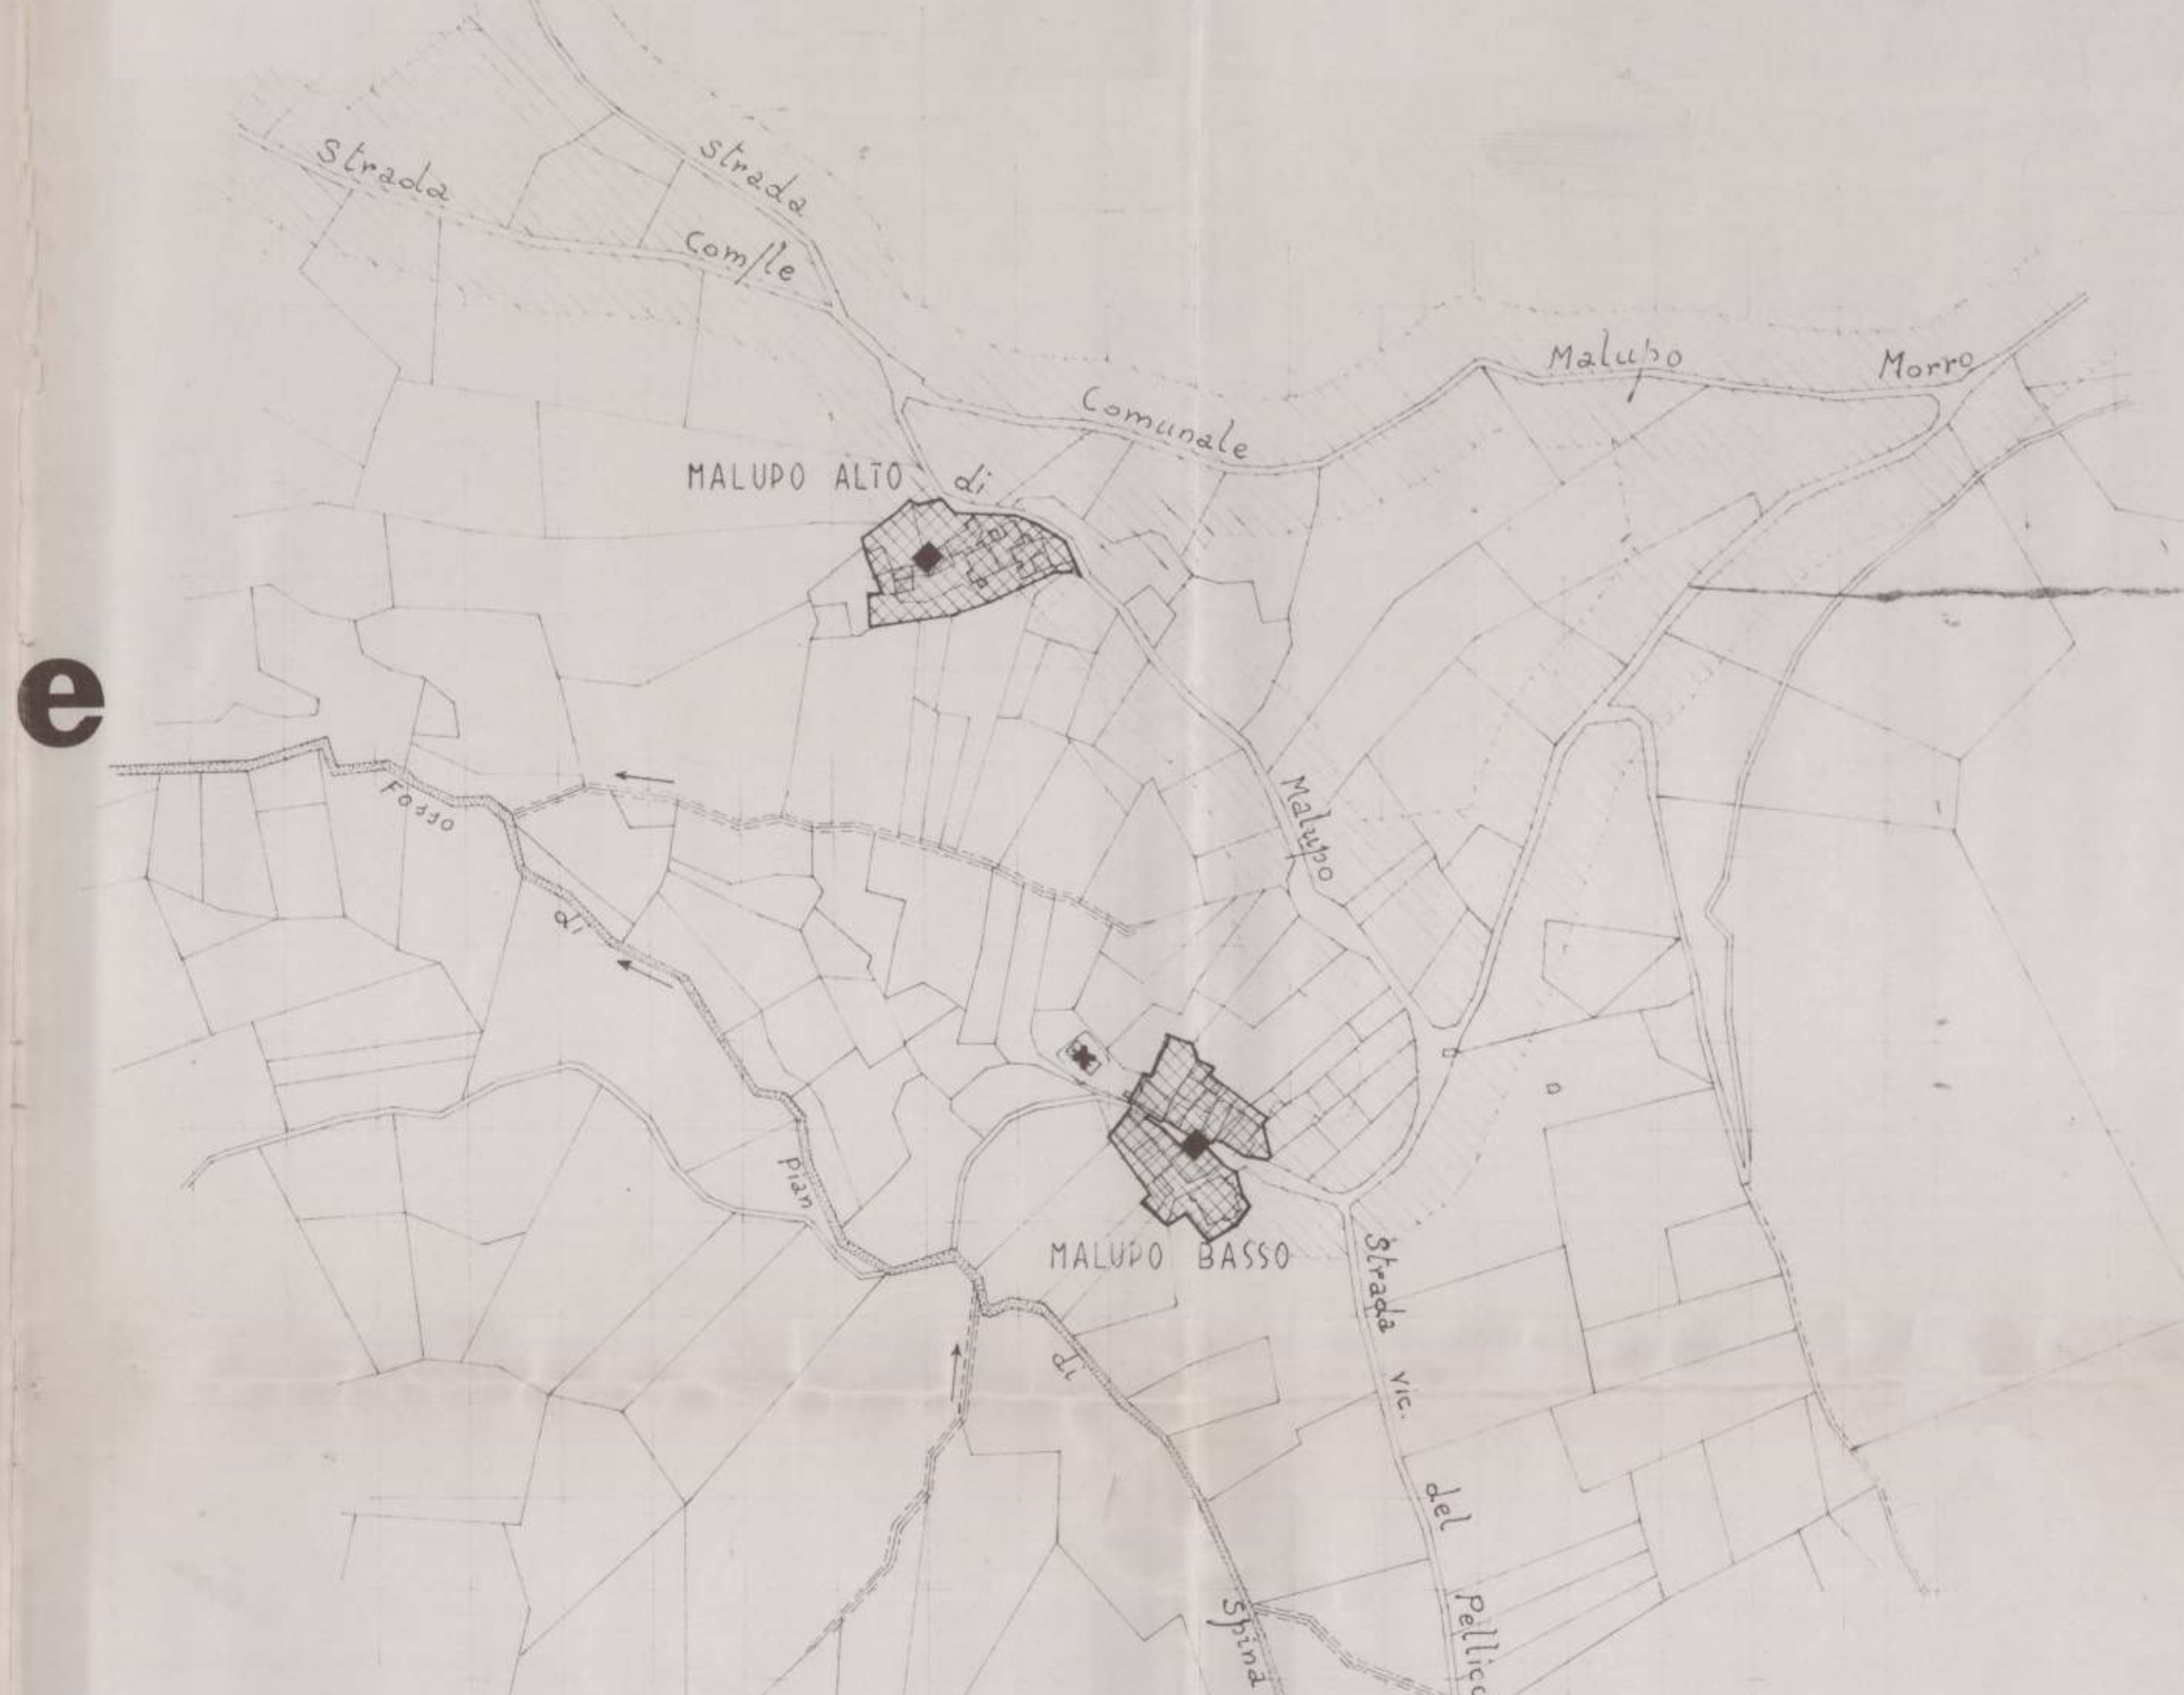 Strada Com/le di Malupo
strada Comunale Malupo Morro
MALUPO ALTO
e
Fosso di Pian di Spina
MALUPO BASSO
Strada vic. del Pellicc